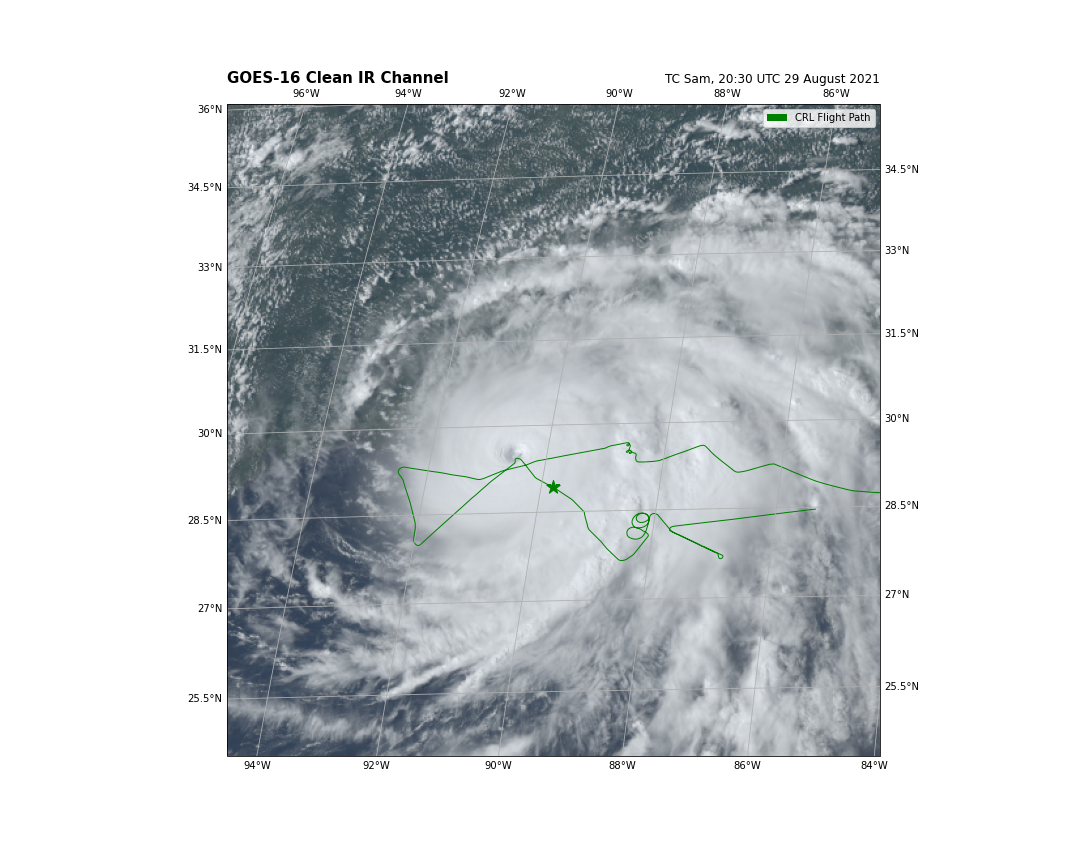 GOES-16 Clean IR Channel
TC Sam, 20:30 UTC 29 August 2021
96°W 94°W 92°W 90°W 88°W 86°W
CRL Flight Path
36°N
34.5°N 34.5°N
33°N 33°N
31.5°N 31.5°N
30°N 30°N
28.5°N 28.5°N
27°N 27°N
25.5°N 25.5°N
94°W 92°W 90°W 88°W 86°W 84°W